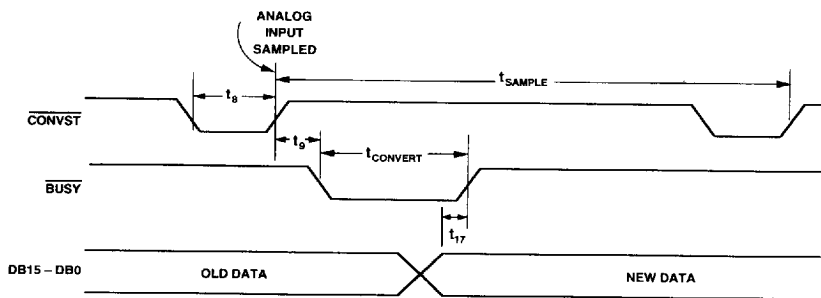 ANALOG
INPUT
SAMPLED
tSAMPLE
t8
CONVST
t9
tCONVERT
BUSY
t17
DB15 – DB0
OLD DATA
NEW DATA